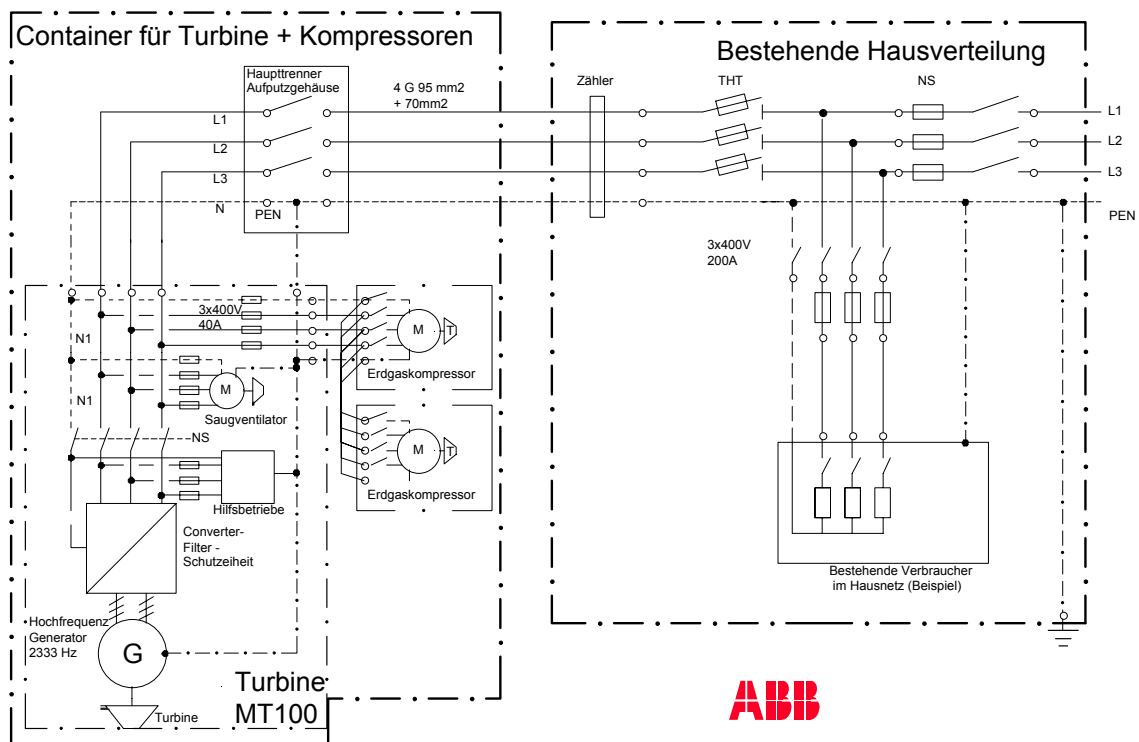 Container für Turbine + Kompressoren
Bestehende Hausverteilung
Haupttrenner
Aufputzgehäuse
4 G 95 mm2
+ 70mm2
Zähler
THT
NS
L1
L1
L2
L2
L3
L3
N
PEN
PEN
3x400V
200A
3x400V
40A
N1
M
T
Erdgaskompressor
M
Saugventilator
N1
NS
M
T
Erdgaskompressor
Hilfsbetriebe
Converter-
Filter -
Schutzeiheit
Bestehende Verbraucher
im Hausnetz (Beispiel)
Hochfrequenz
Generator
2333 Hz
G
Turbine
MT100
Turbine
ABB